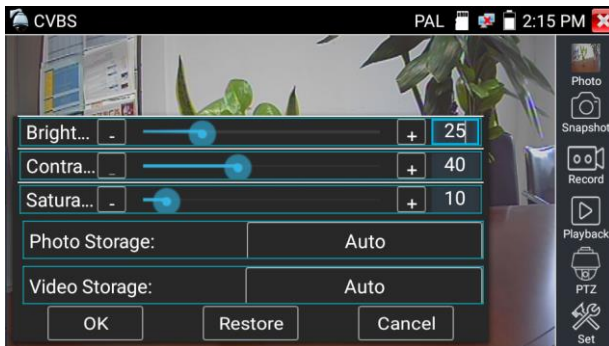 CVBS PAL 2:15 PM
Bright... - + 25
Contra... - + 40
Satura... - + 10
Photo Storage: Auto
Video Storage: Auto
OK Restore Cancel
Photo
Snapshot
Record
Playback
PTZ
Set